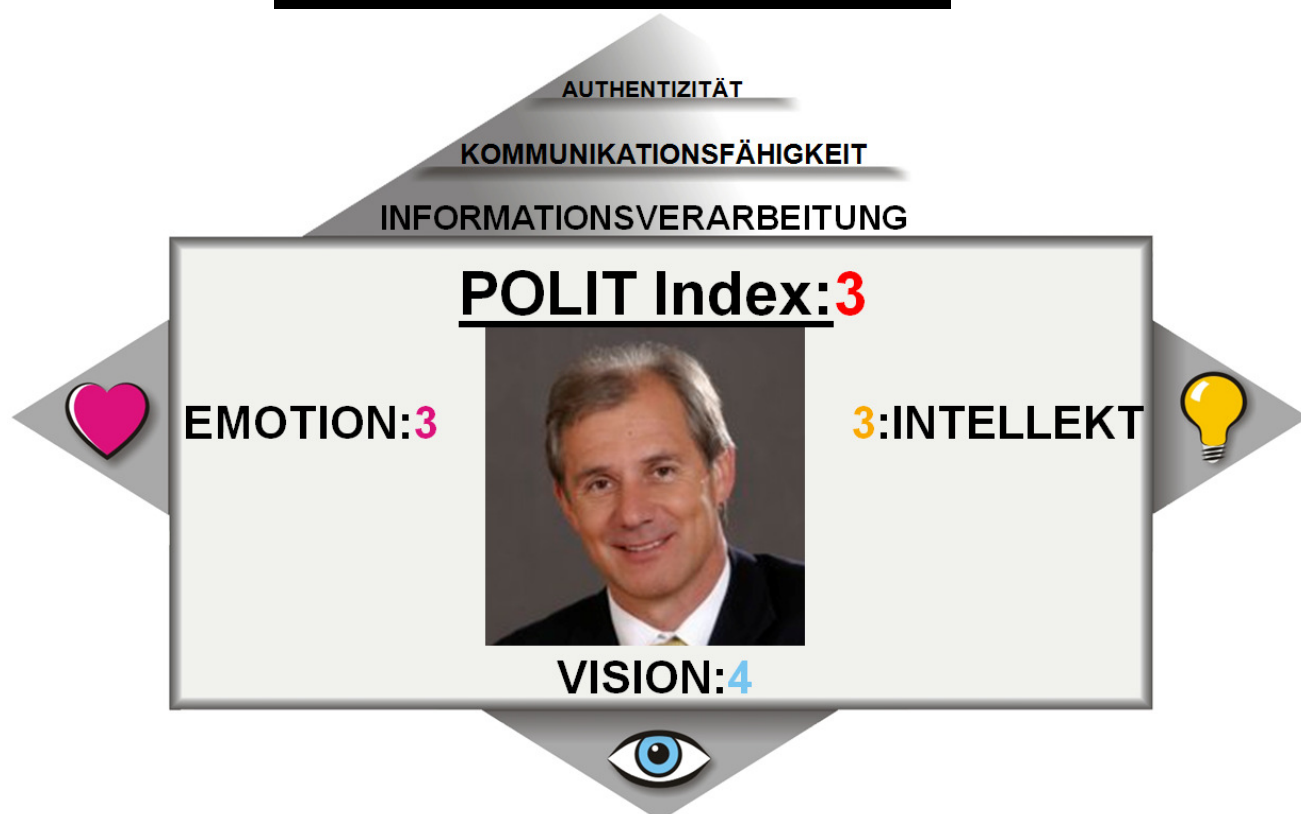 AUTHENTIZITÄT
KOMMUNIKATIONSFÄHIGKEIT
INFORMATIONSVERARBEITUNG
POLIT Index:3
EMOTION:3
3:INTELLEKT
VISION:4